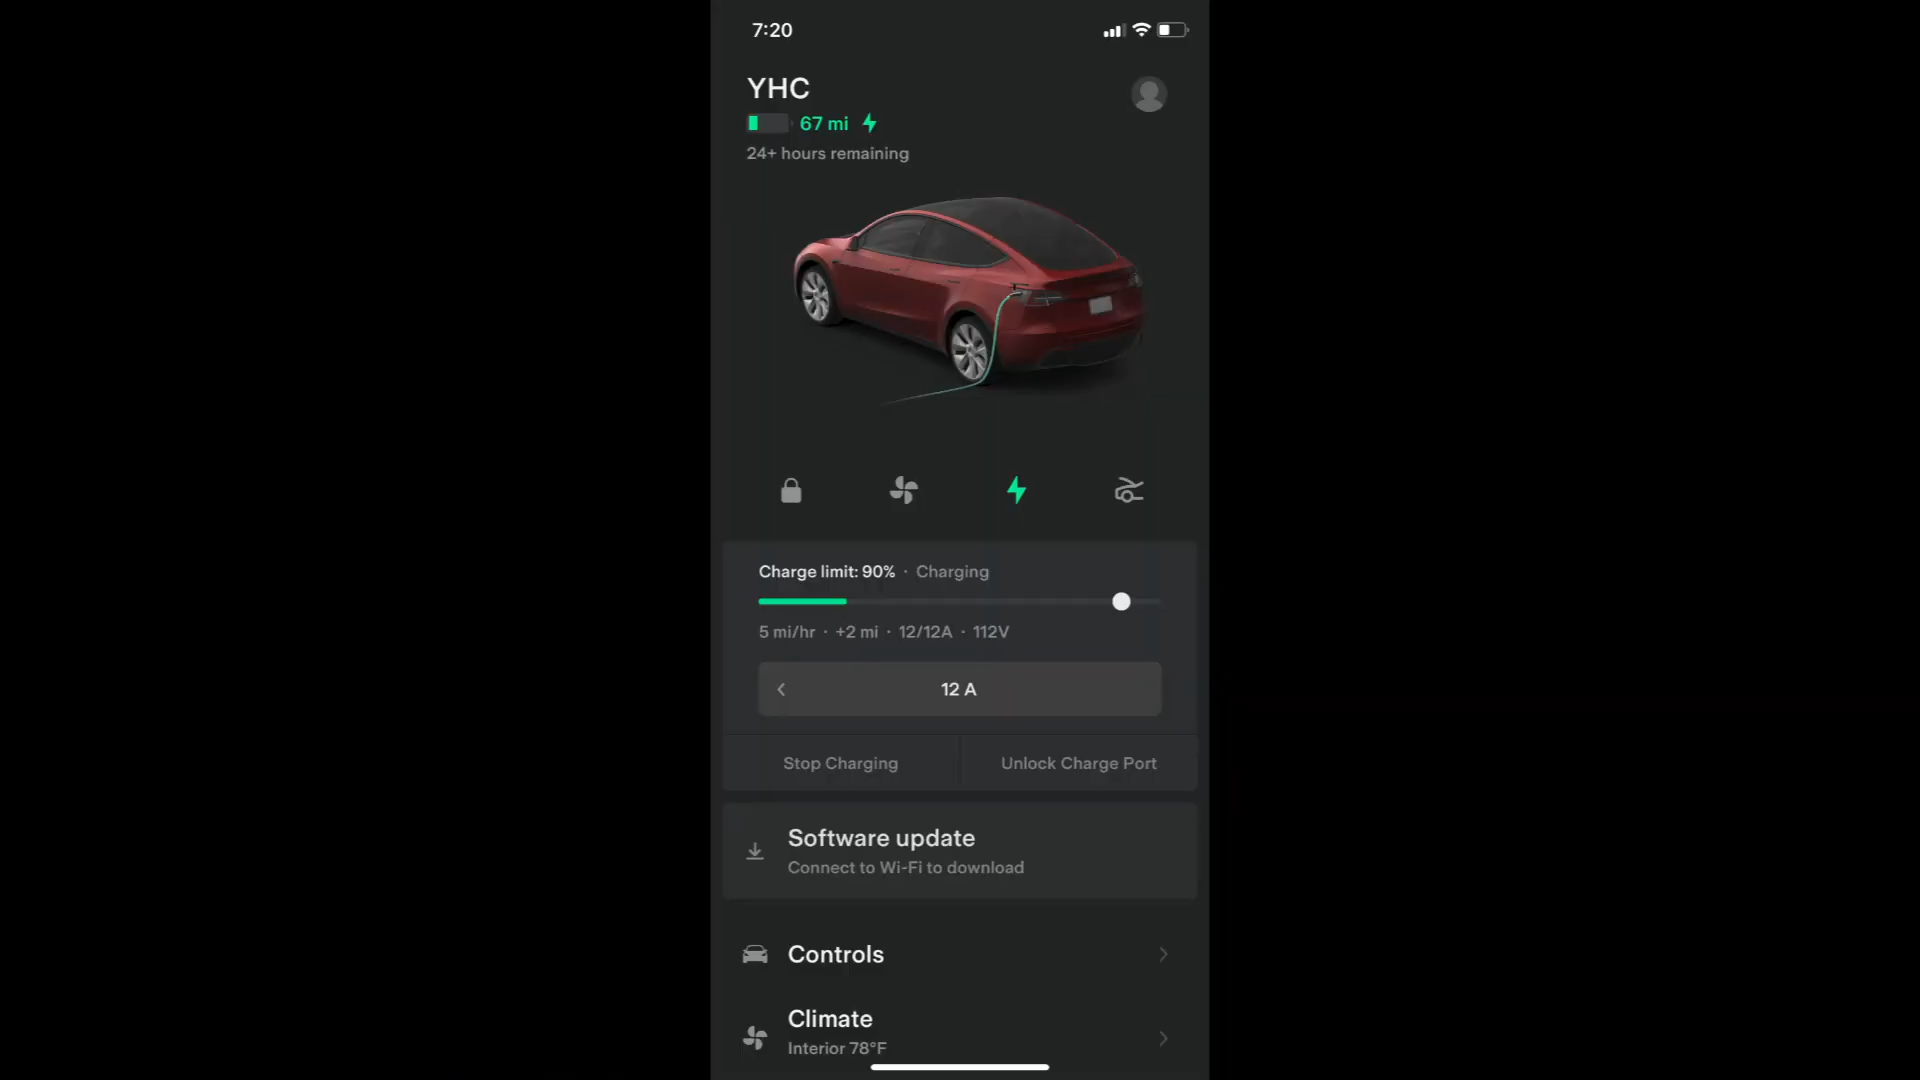 7:20
YHC
67 mi
24+ hours remaining
Charge limit: 90% · Charging
5 mi/hr · +2 mi · 12/12A · 112V
12 A
Stop Charging
Unlock Charge Port
Software update
Connect to Wi-Fi to download
Controls
Climate
Interior 78°F